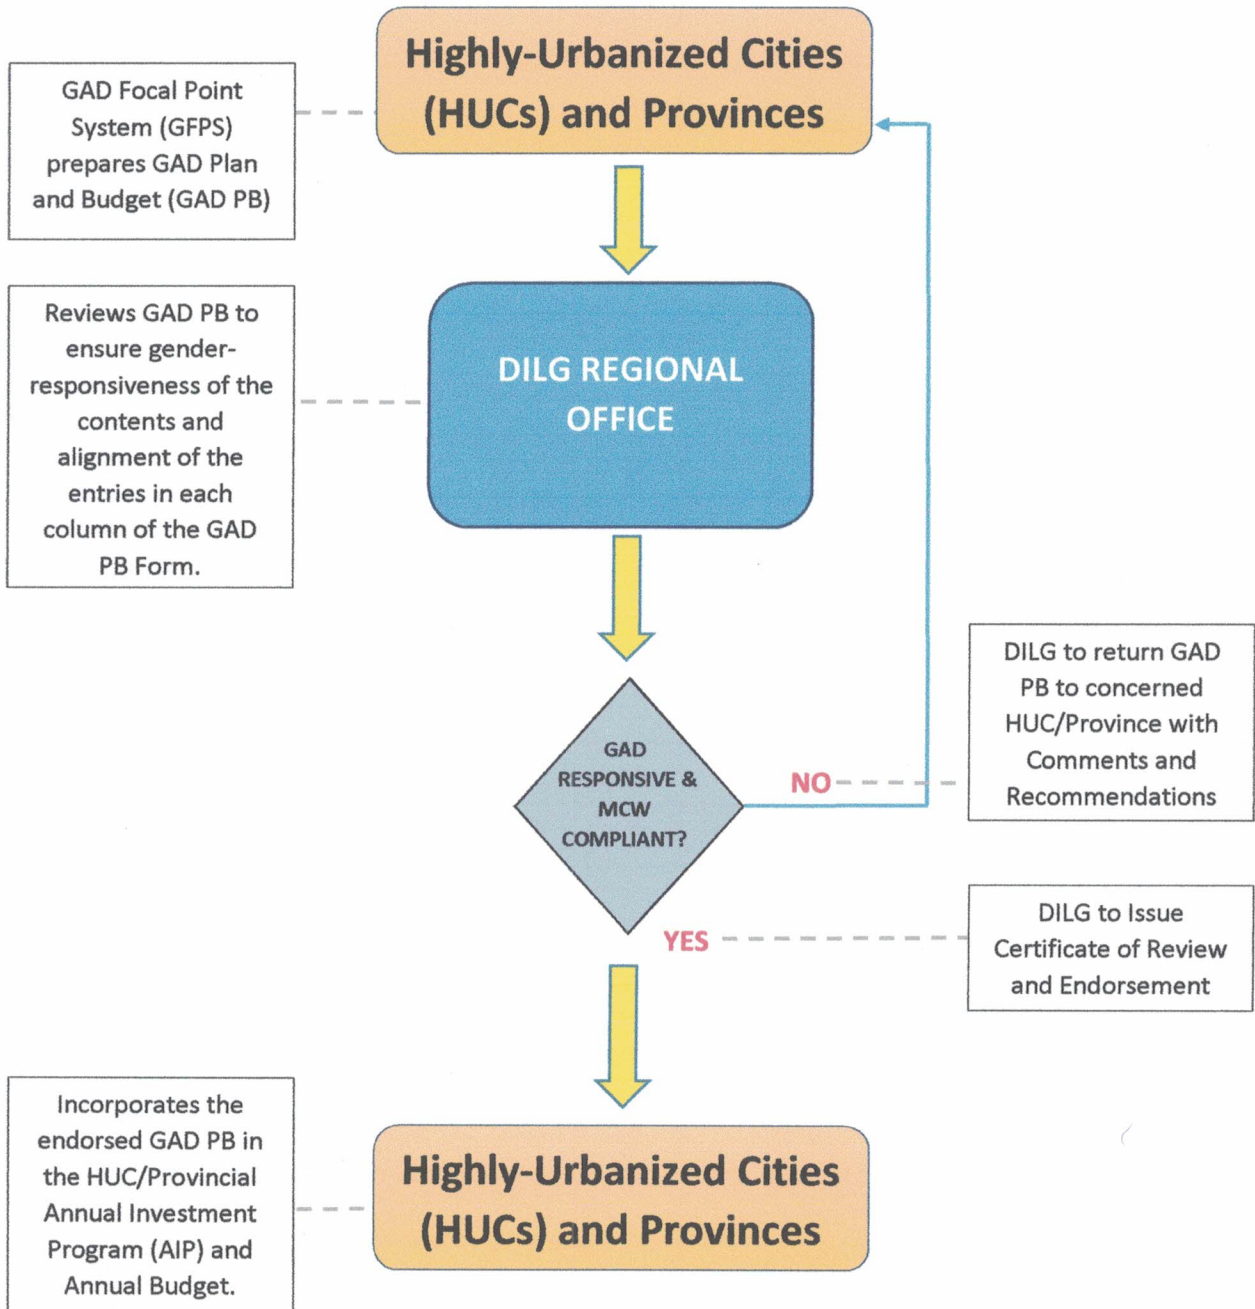 Highly-Urbanized Cities
(HUCs) and Provinces
GAD Focal Point
System (GFPS)
prepares GAD Plan
and Budget (GAD PB)
DILG REGIONAL
OFFICE
Reviews GAD PB to
ensure gender-
responsiveness of the
contents and
alignment of the
entries in each
column of the GAD
PB Form.
GAD
RESPONSIVE &
MCW
COMPLIANT?
NO
DILG to return GAD
PB to concerned
HUC/Province with
Comments and
Recommendations
YES
DILG to Issue
Certificate of Review
and Endorsement
Highly-Urbanized Cities
(HUCs) and Provinces
Incorporates the
endorsed GAD PB in
the HUC/Provincial
Annual Investment
Program (AIP) and
Annual Budget.